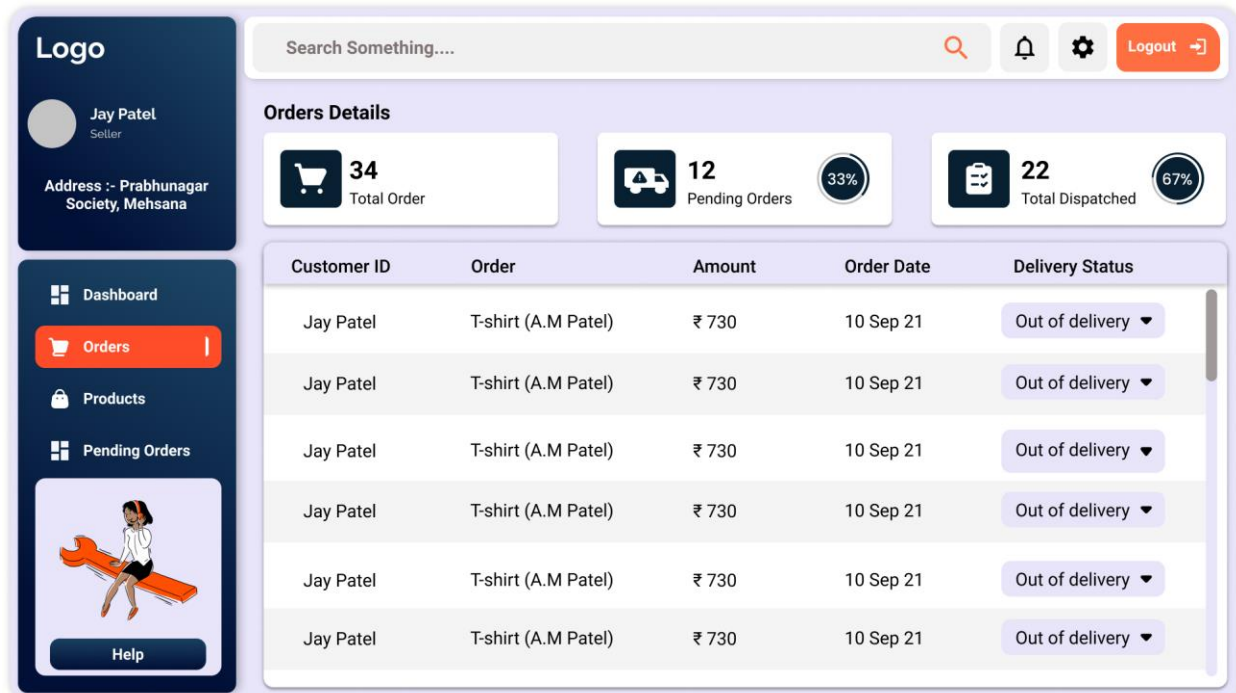 Logo
Jay Patel
Seller
Address :- Prabhunagar
Society, Mehsana
Dashboard
Orders
Products
Pending Orders
Help
Search Something....
Logout
Orders Details
34
Total Order
12
Pending Orders
33%
22
Total Dispatched
67%
Customer ID Order Amount Order Date Delivery Status
Jay Patel T-shirt (A.M Patel) ₹ 730 10 Sep 21 Out of delivery
Jay Patel T-shirt (A.M Patel) ₹ 730 10 Sep 21 Out of delivery
Jay Patel T-shirt (A.M Patel) ₹ 730 10 Sep 21 Out of delivery
Jay Patel T-shirt (A.M Patel) ₹ 730 10 Sep 21 Out of delivery
Jay Patel T-shirt (A.M Patel) ₹ 730 10 Sep 21 Out of delivery
Jay Patel T-shirt (A.M Patel) ₹ 730 10 Sep 21 Out of delivery